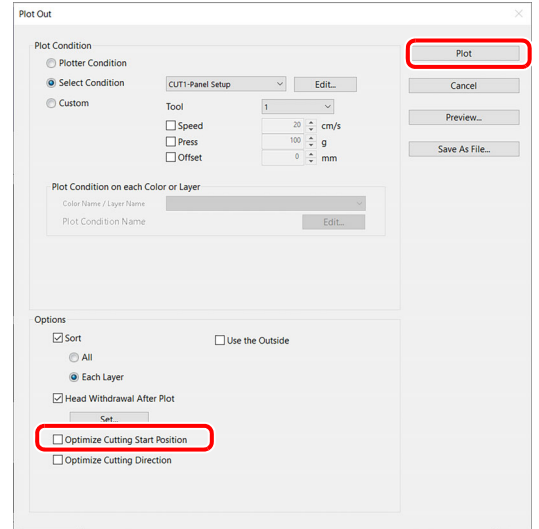 Plot Out
Plot Condition
Plotter Condition
Select Condition
CUT1-Panel Setup
Edit...
Custom
Tool
1
Speed
20
cm/s
Press
100
g
Offset
0
mm
Plot Condition on each Color or Layer
Color Name / Layer Name
Plot Condition Name
Edit...
Plot
Cancel
Preview...
Save As File...
Options
Sort
Use the Outside
All
Each Layer
Head Withdrawal After Plot
Set...
Optimize Cutting Start Position
Optimize Cutting Direction